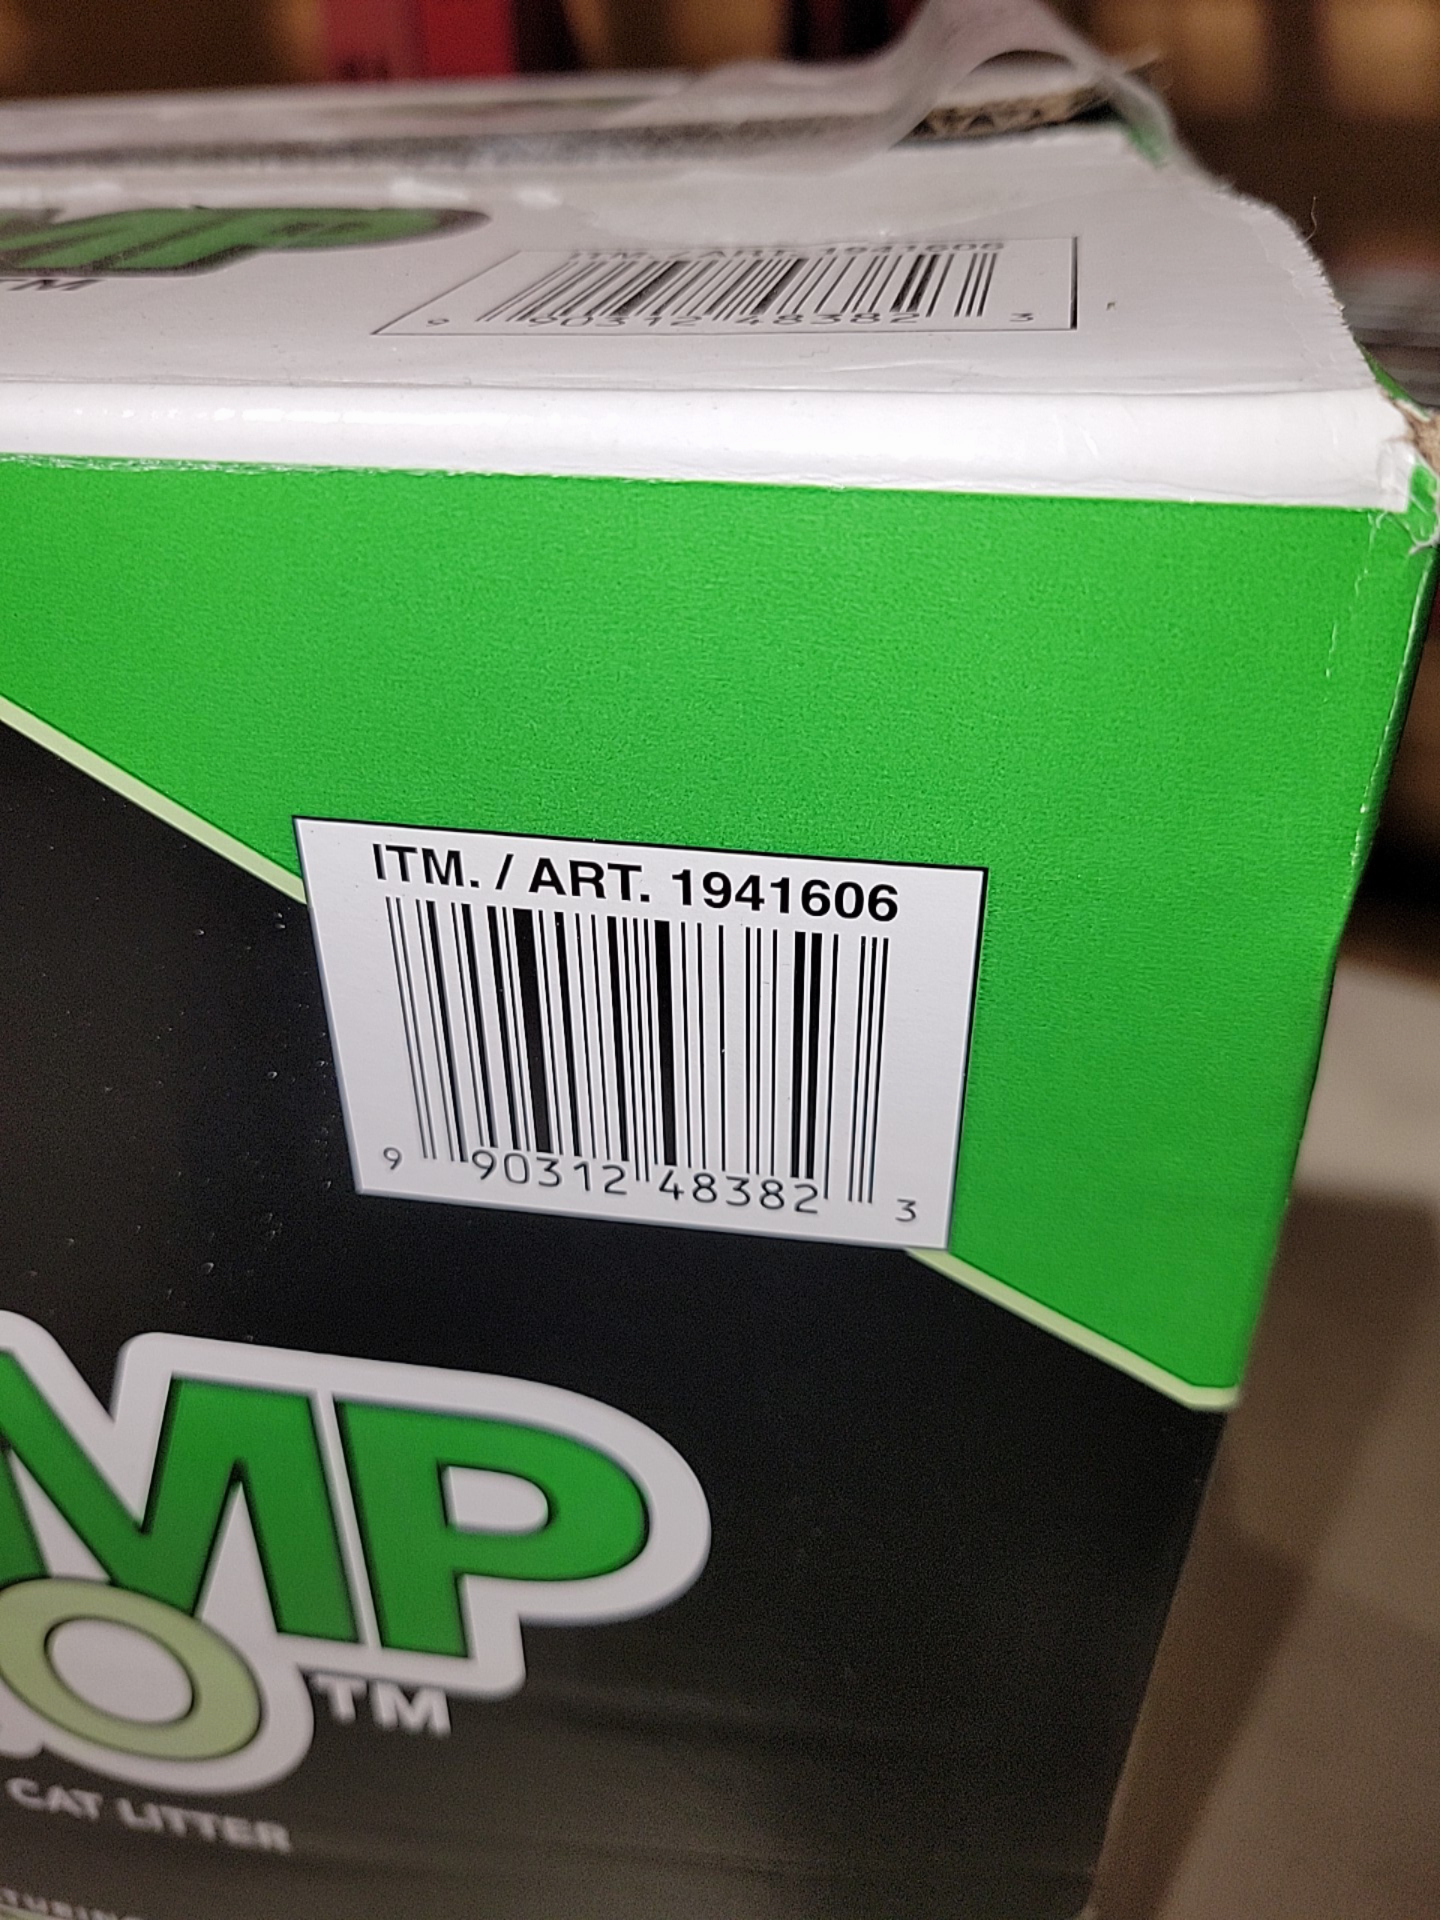 MP
TM
ITM. / ART. 1941606
9 90312 48382 3
ITM. / ART. 1941606
9 90312 48382 3
MP
O
TM
CAT LITTER